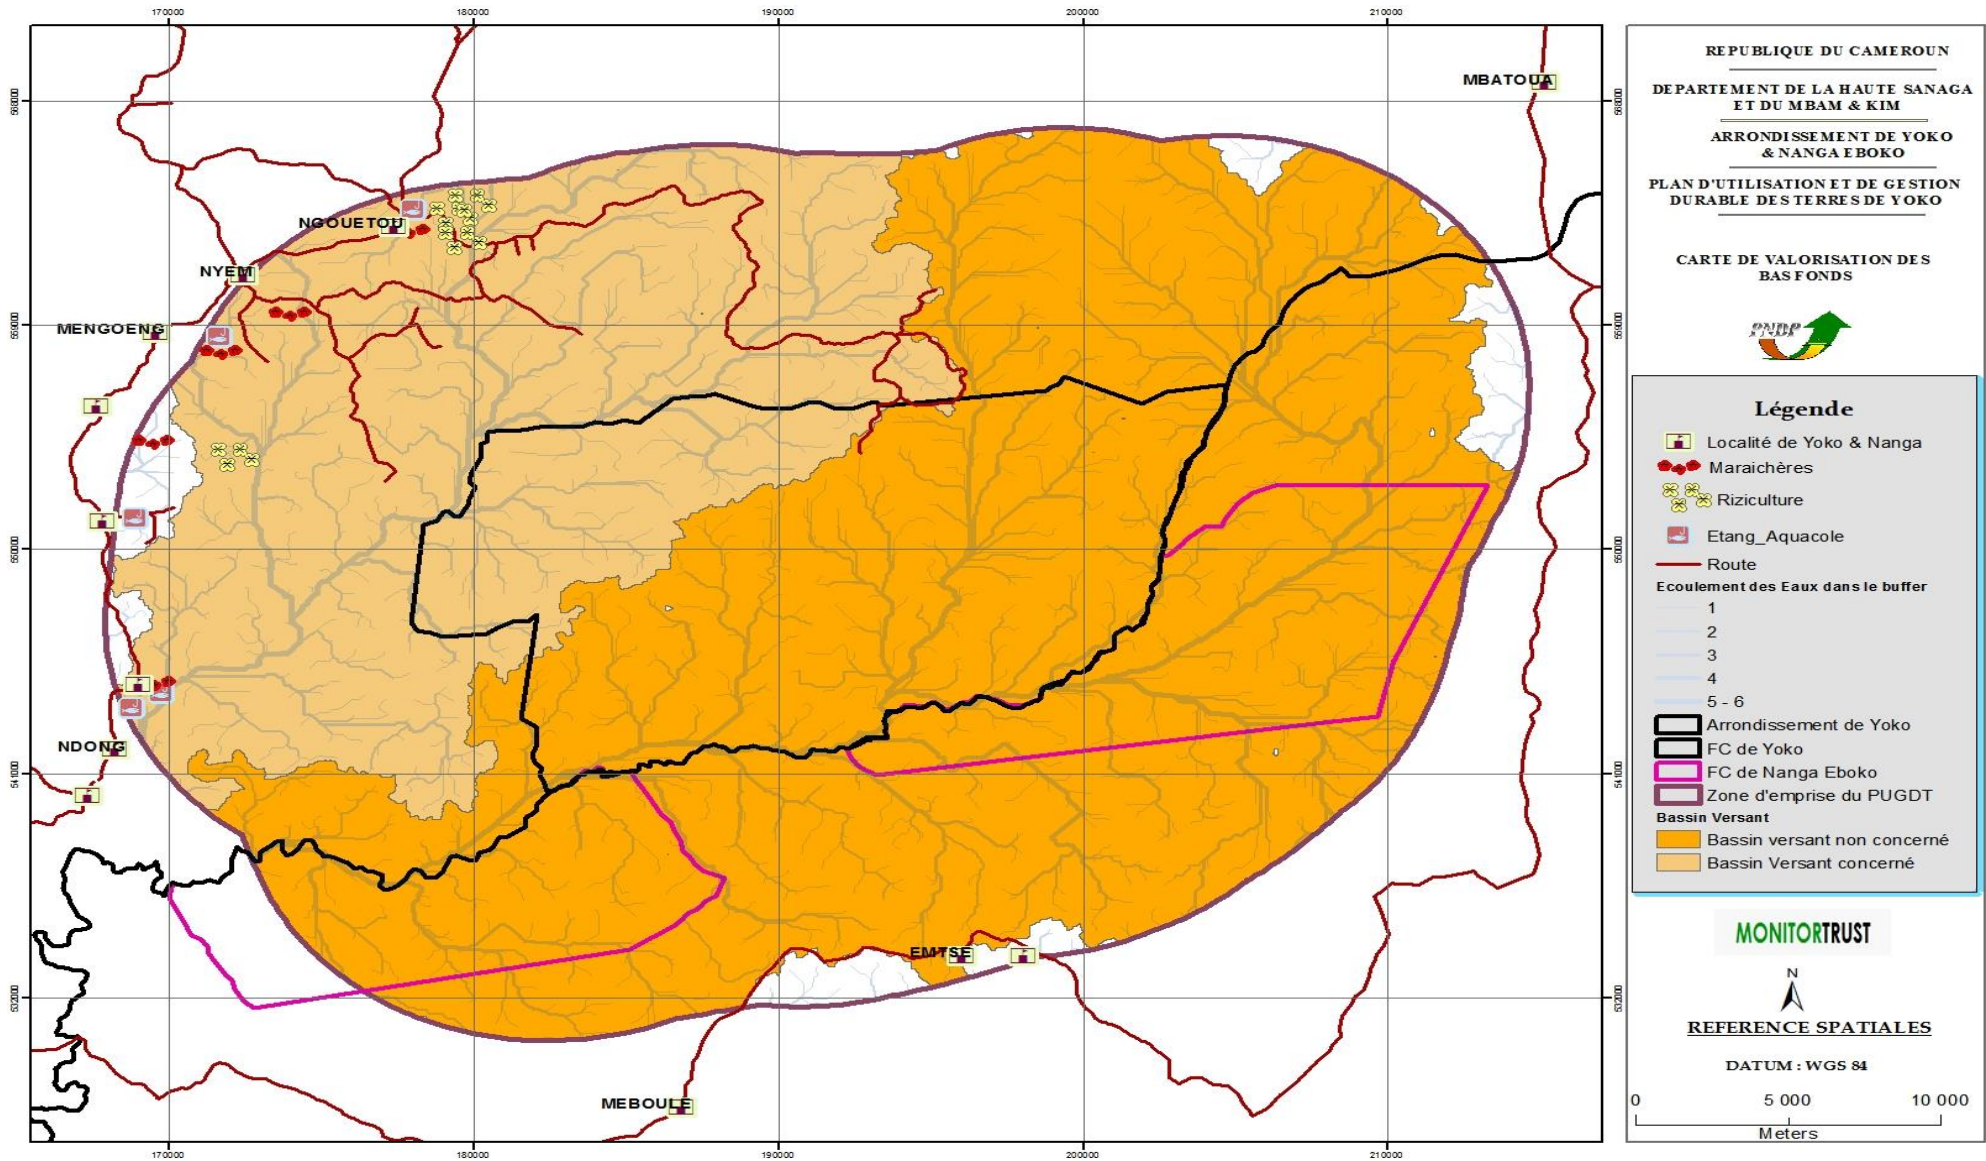 170000
180000
190000
200000
210000
MBATOUA
NGOUETOU
NYEM
MENGOENG
NDONG
EMTSE
MEBOULE
170000
180000
190000
200000
210000
REPUBLIQUE DU CAMEROUN
DEPARTEMENT DE LA HAUTE SANAGA
ET DU MBAM & KIM
ARRONDISSEMENT DE YOKO
& NANGA EBOKO
PLAN D'UTILISATION ET DE GESTION
DURABLE DES TERRES DE YOKO
CARTE DE VALORISATION DES
BAS FONDS
PNDP
Légende
Localité de Yoko & Nanga
Maraichères
Riziculture
Etang_Aquacole
Route
Ecoulement des Eaux dans le buffer
1
2
3
4
5 - 6
Arrondissement de Yoko
FC de Yoko
FC de Nanga Eboko
Zone d'emprise du PUGDT
Bassin Versant
Bassin versant non concerné
Bassin Versant concerné
MONITORTRUST
N
REFERENCE SPATIALES
DATUM : WGS 84
0 5 000 10 000
Meters